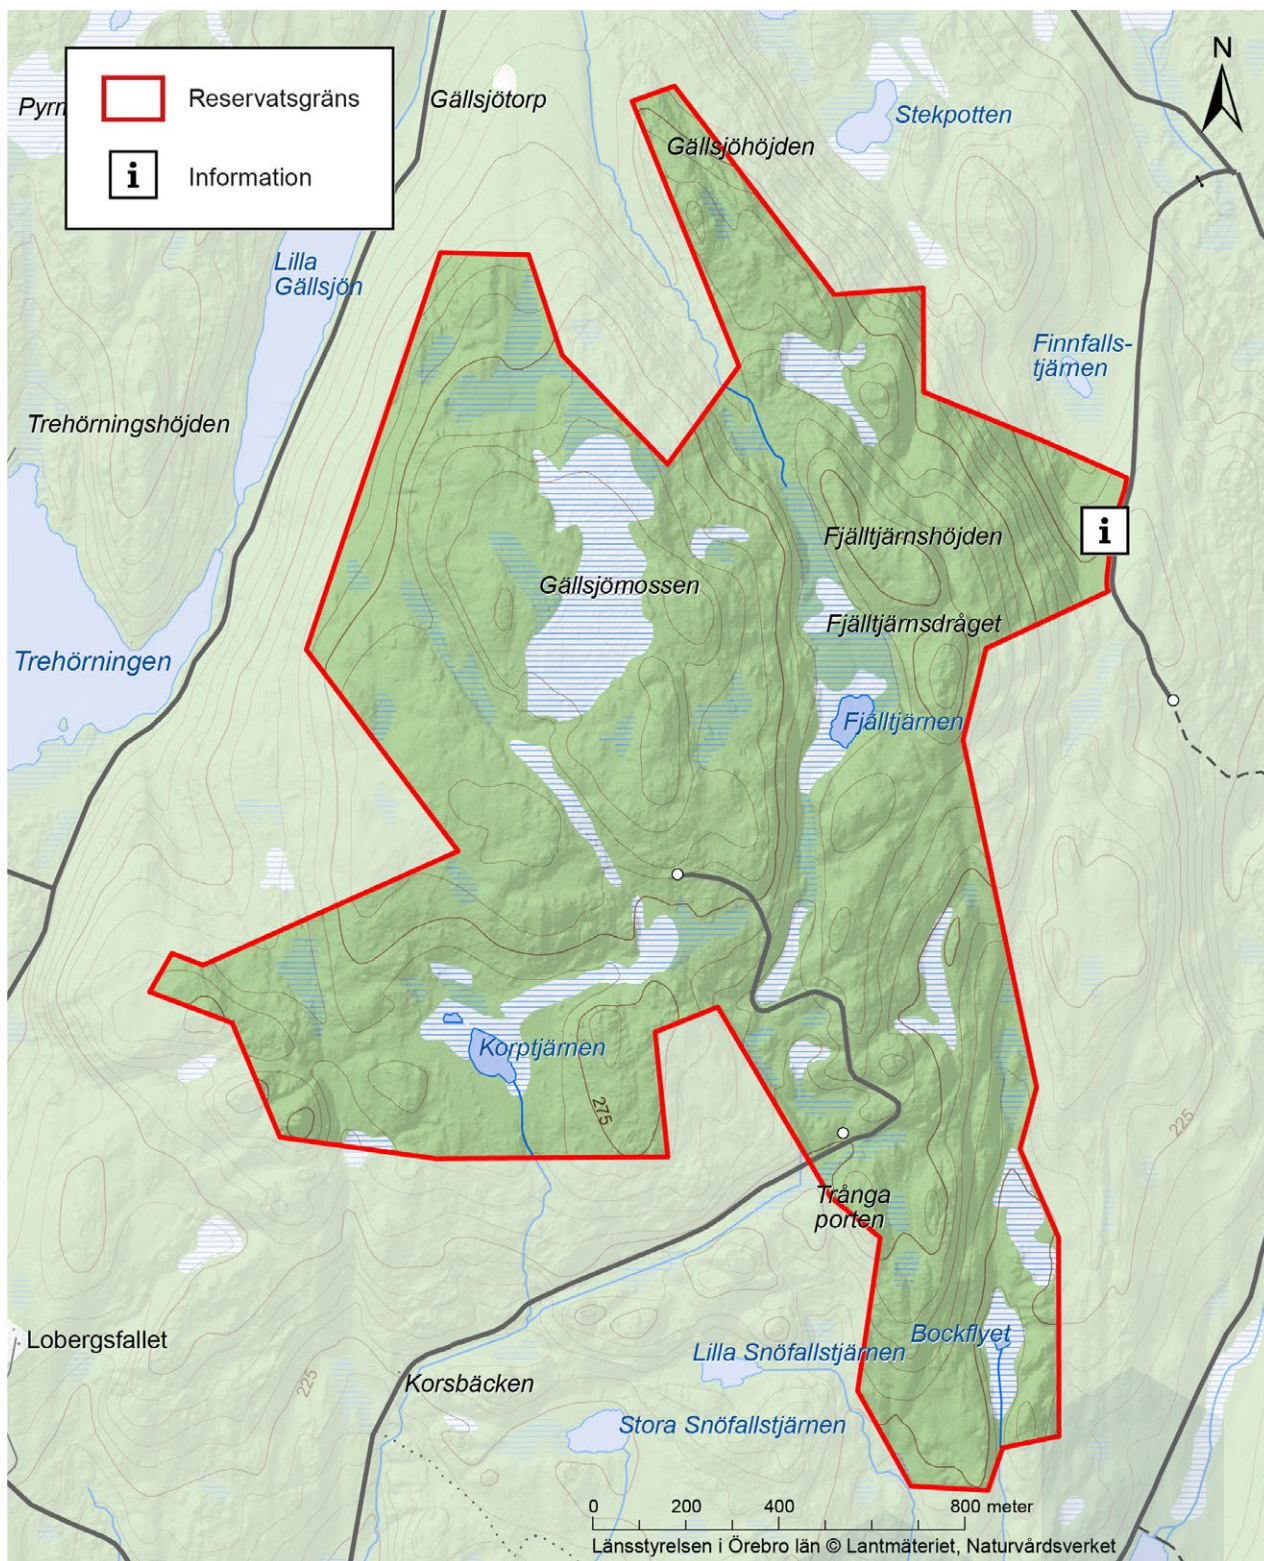 Reservatsgräns
i
Information
N
Pyrn
Gällsjötorp
Gällsjöhöjden
Stekpotten
Lilla
Gällsjön
Finnfalls-
tjärnen
Trehörningshöjden
i
Fjälltjärnshöjden
Gällsjömossen
Fjälltjärnsdråget
Trehörningen
Fjälltjärnen
Korptjärnen
275
225
Trånga
porten
Lobergsfallet
Bockflyet
Lilla Snöfallstjärnen
225
Korsbäcken
Stora Snöfallstjärnen
0 200 400 800 meter
Länsstyrelsen i Örebro län © Lantmäteriet, Naturvårdsverket